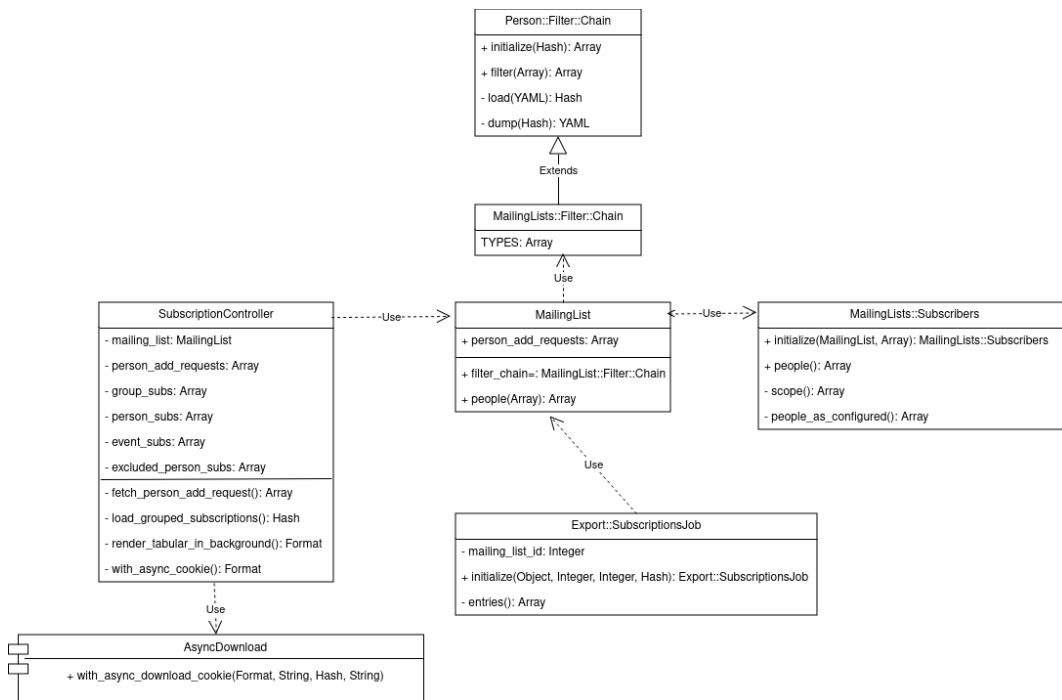 Person::Filter::Chain
+ initialize(Hash): Array
+ filter(Array): Array
- load(YAML): Hash
- dump(Hash): YAML
Extends
MailingLists::Filter::Chain
TYPES: Array
Use
SubscriptionController
- mailing_list: MailingList
- person_add_requests: Array
- group_subs: Array
- person_subs: Array
- event_subs: Array
- excluded_person_subs: Array
- fetch_person_add_request(): Array
- load_grouped_subscriptions(): Hash
- render_tabular_in_background(): Format
- with_async_cookie(): Format
Use
MailingList
+ person_add_requests: Array
+ filter_chain=: MailingList::Filter::Chain
+ people(Array): Array
Use
MailingLists::Subscribers
+ initialize(MailingList, Array): MailingLists::Subscribers
+ people(): Array
- scope(): Array
- people_as_configured(): Array
Use
Export::SubscriptionsJob
- mailing_list_id: Integer
+ initialize(Object, Integer, Integer, Hash): Export::SubscriptionsJob
- entries(): Array
Use
AsyncDownload
+ with_async_download_cookie(Format, String, Hash, String)